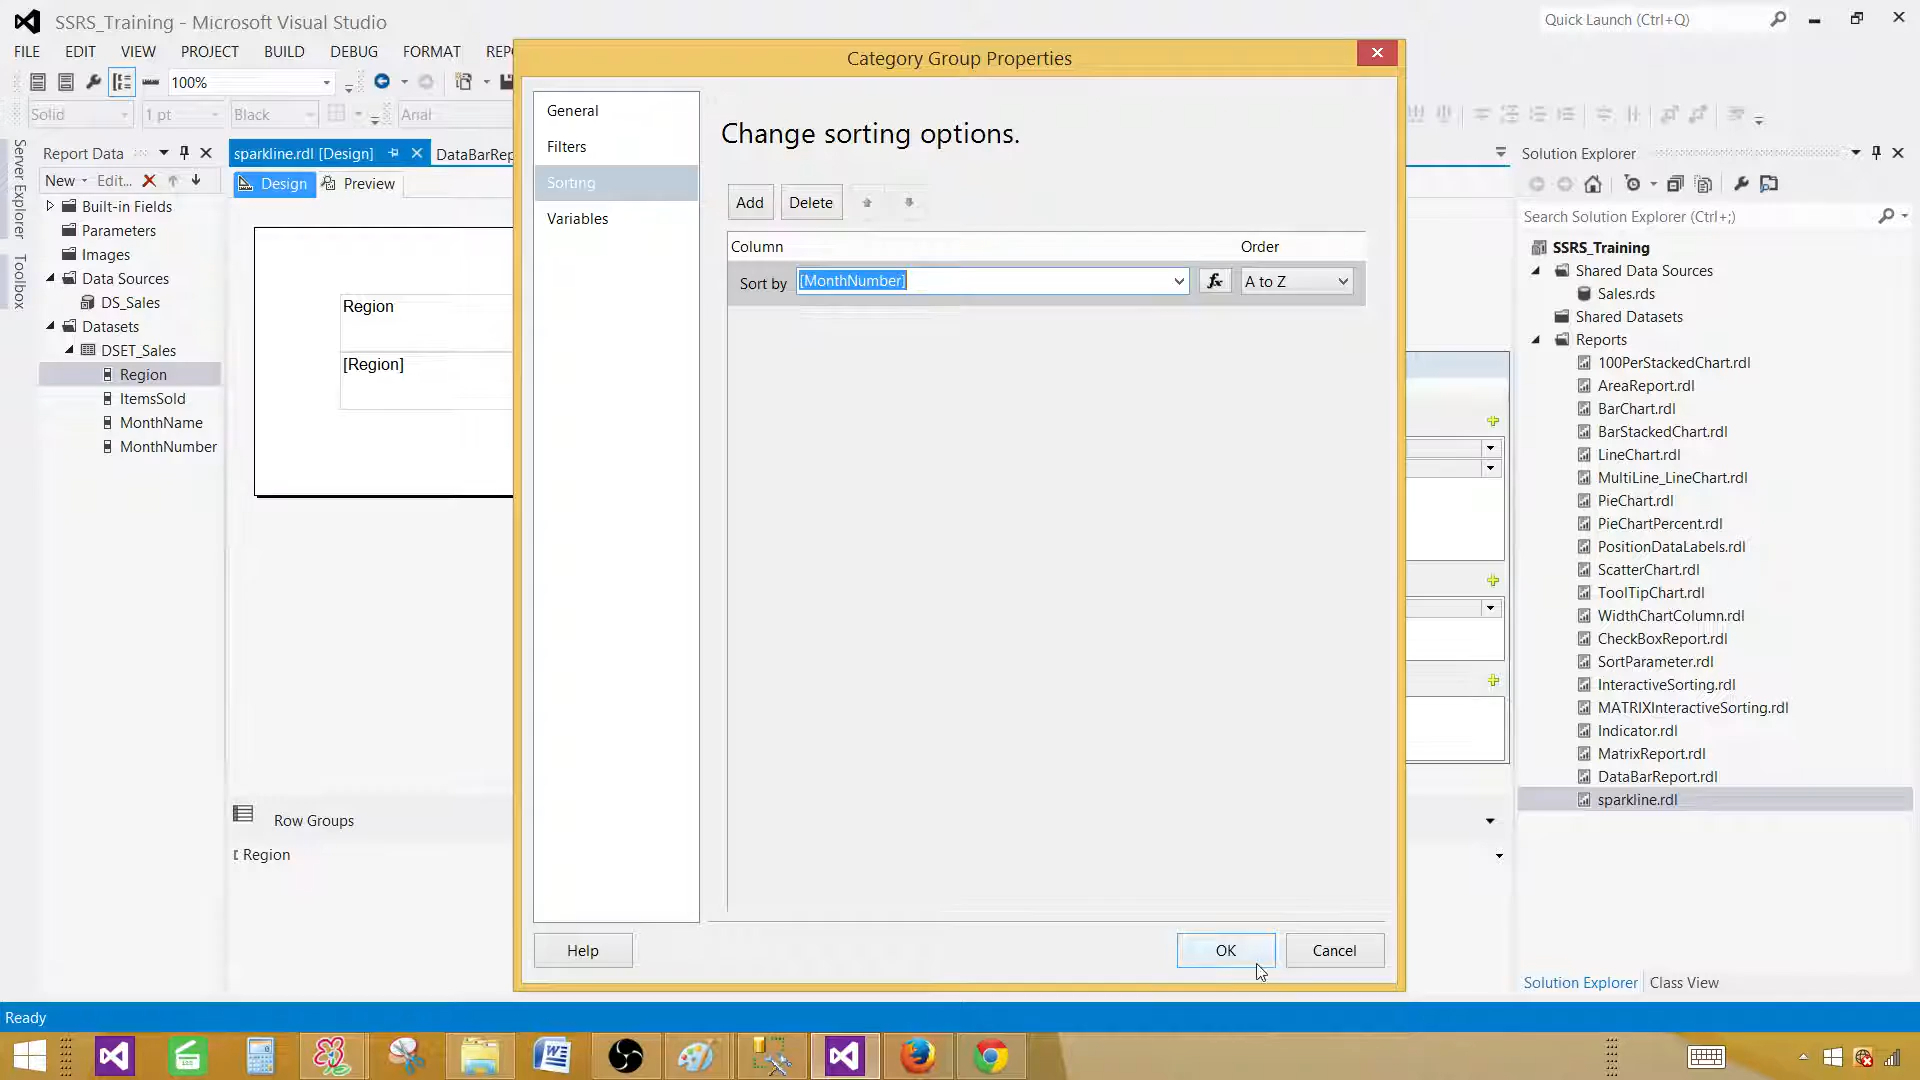 SSRS_Training - Microsoft Visual Studio
Quick Launch (Ctrl+Q)
FILE EDIT VIEW PROJECT BUILD DEBUG FORMAT REP
Category Group Properties
100%
Solid 1 pt Black Arial
Server Explorer
Toolbox
Report Data
New Edit...
Built-in Fields
Parameters
Images
Data Sources
DS_Sales
Datasets
DSET_Sales
Region
ItemsSold
MonthName
MonthNumber
sparkline.rdl [Design] DataBarRep
Design Preview
Region
[Region]
Row Groups
Region
General
Filters
Sorting
Variables
Change sorting options.
Add Delete
Column Order
Sort by [MonthNumber] fx A to Z
Help OK Cancel
Solution Explorer
Search Solution Explorer (Ctrl+;)
SSRS_Training
Shared Data Sources
Sales.rds
Shared Datasets
Reports
100PerStackedChart.rdl
AreaReport.rdl
BarChart.rdl
BarStackedChart.rdl
LineChart.rdl
MultiLine_LineChart.rdl
PieChart.rdl
PieChartPercent.rdl
PositionDataLabels.rdl
ScatterChart.rdl
ToolTipChart.rdl
WidthChartColumn.rdl
CheckBoxReport.rdl
SortParameter.rdl
InteractiveSorting.rdl
MATRIXInteractiveSorting.rdl
Indicator.rdl
MatrixReport.rdl
DataBarReport.rdl
sparkline.rdl
Solution Explorer Class View
Ready